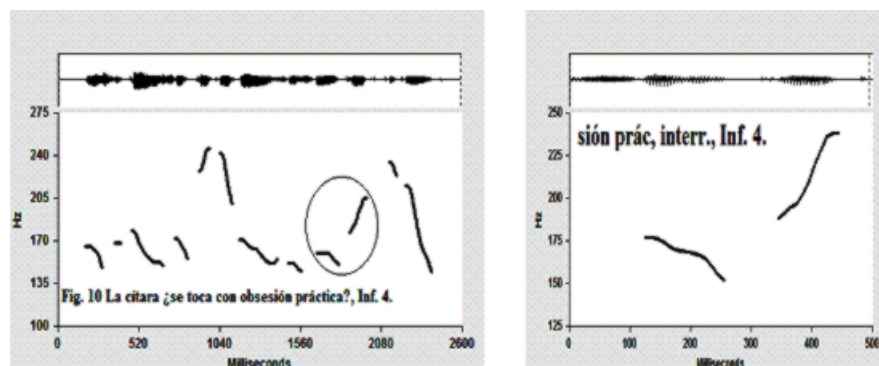 275
240
205
170
135
100
Hz
Fig. 10 La cítara ¿se toca con obsesión práctica?, Inf. 4.
0 520 1040 1560 2080 2600
Milliseconds
250
225
200
175
150
125
Hz
sión prác, interr., Inf. 4.
0 100 200 300 400 500
Milliseconds